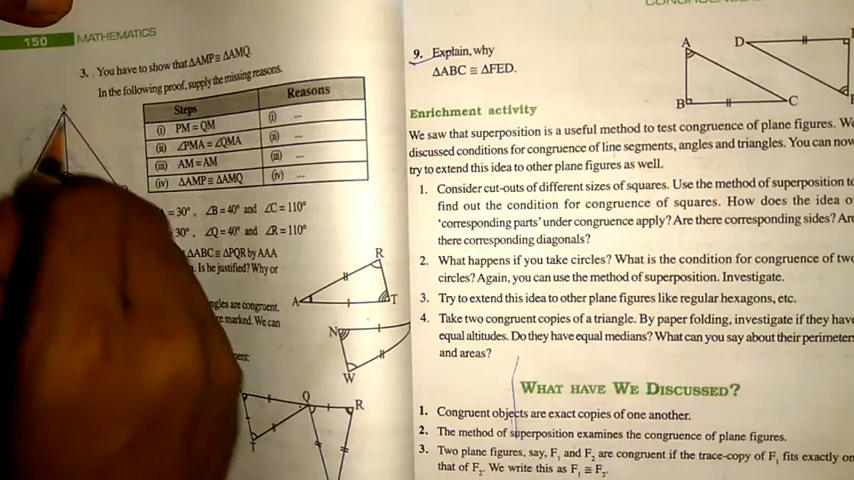 150 MATHEMATICS
3. You have to show that ΔAMP ≅ ΔAMQ.
In the following proof, supply the missing reasons.
Steps Reasons
(i) PM = QM (i) ...
(ii) ∠PMA = ∠QMA (ii) ...
(iii) AM = AM (iii) ...
(iv) ΔAMP ≅ ΔAMQ (iv) ...
A
= 30°, ∠B = 40° and ∠C = 110°
30°, ∠Q = 40° and ∠R = 110°
ΔABC ≅ ΔPQR by AAA
. Is he justified? Why or
R
A T
ngles are congruent.
marked. We can
N
W
Q R
T
9. Explain, why
ΔABC ≅ ΔFED.
A D
B C
Enrichment activity
We saw that superposition is a useful method to test congruence of plane figures. We
discussed conditions for congruence of line segments, angles and triangles. You can now
try to extend this idea to other plane figures as well.
1. Consider cut-outs of different sizes of squares. Use the method of superposition to
find out the condition for congruence of squares. How does the idea of
'corresponding parts' under congruence apply? Are there corresponding sides? Ar
there corresponding diagonals?
2. What happens if you take circles? What is the condition for congruence of two
circles? Again, you can use the method of superposition. Investigate.
3. Try to extend this idea to other plane figures like regular hexagons, etc.
4. Take two congruent copies of a triangle. By paper folding, investigate if they have
equal altitudes. Do they have equal medians? What can you say about their perimeter
and areas?
WHAT HAVE WE DISCUSSED?
1. Congruent objects are exact copies of one another.
2. The method of superposition examines the congruence of plane figures.
3. Two plane figures, say, F₁ and F₂ are congruent if the trace-copy of F₁ fits exactly on
that of F₂. We write this as F₁ ≅ F₂.